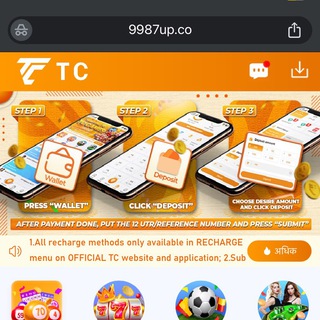 9987up.co
TC
STEP 1
STEP 2
STEP 3
Wallet
Deposit
PRESS “WALLET”
CLICK “DEPOSIT”
CHOOSE DESIRE AMOUNT
AND CLICK DEPOSIT
AFTER PAYMENT DONE, PUT THE 12 UTR/REFERENCE NUMBER AND PRESS “SUBMIT”
1.All recharge methods only available in RECHARGE
menu on OFFICIAL TC website and application; 2.Sub
अधिक